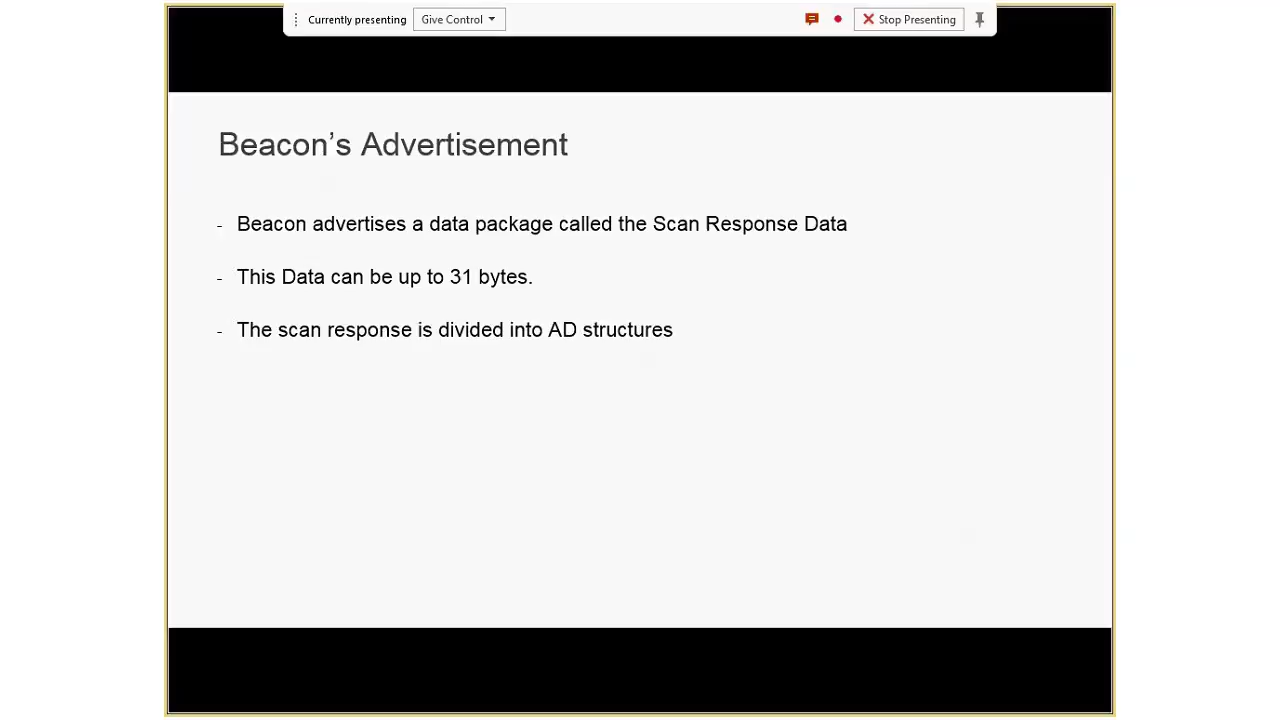 Currently presenting Give Control Stop Presenting
Beacon’s Advertisement
- Beacon advertises a data package called the Scan Response Data
- This Data can be up to 31 bytes.
- The scan response is divided into AD structures